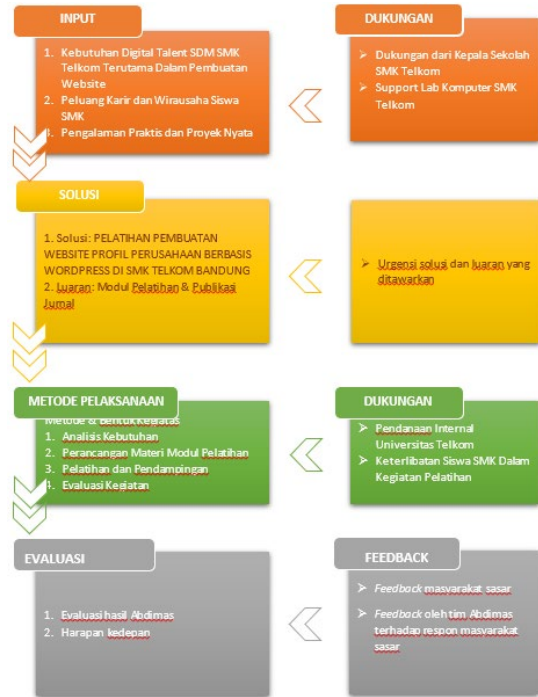 INPUT
1. Kebutuhan Digital Talent SDM SMK
Telkom Terutama Dalam Pembuatan
Website
2. Peluang Karir dan Wirausaha Siswa
SMK
3. Pengalaman Praktis dan Proyek Nyata
DUKUNGAN
Dukungan dari Kepala Sekolah
SMK Telkom
Support Lab Komputer SMK
Telkom
SOLUSI
1. Solusi: PELATIHAN PEMBUATAN
WEBSITE PROFIL PERUSAHAAN BERBASIS
WORDPRESS DI SMK TELKOM BANDUNG
2. Luaran: Modul Pelatihan & Publikasi
Jurnal
Urgensi solusi dan luaran yang
ditawarkan
METODE PELAKSANAAN
Metode & Bentuk Kegiatas
1. Analisis Kebutuhan
2. Perancangan Materi Modul Pelatihan
3. Pelatihan dan Pendampingan
4. Evaluasi Kegiatan
DUKUNGAN
Pendanaan Internal
Universitas Telkom
Keterlibatan Siswa SMK Dalam
Kegiatan Pelatihan
EVALUASI
1. Evaluasi hasil Abdimas
2. Harapan kedepan
FEEDBACK
Feedback masyarakat sasar
Feedback oleh tim Abdimas
terhadap respon masyarakat
sasar